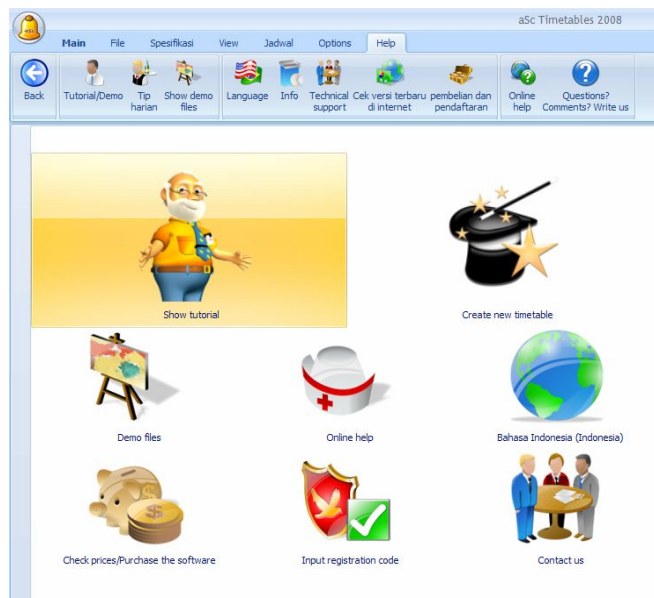 aSc Timetables 2008
Main File Spesifikasi View Jadwal Options Help
Back Tutorial/Demo Tip harian Show demo files Language Info Technical support Cek versi terbaru di internet pembelian dan pendaftaran Online help Questions? Comments? Write us
Show tutorial Create new timetable
Demo files Online help Bahasa Indonesia (Indonesia)
Check prices/Purchase the software Input registration code Contact us